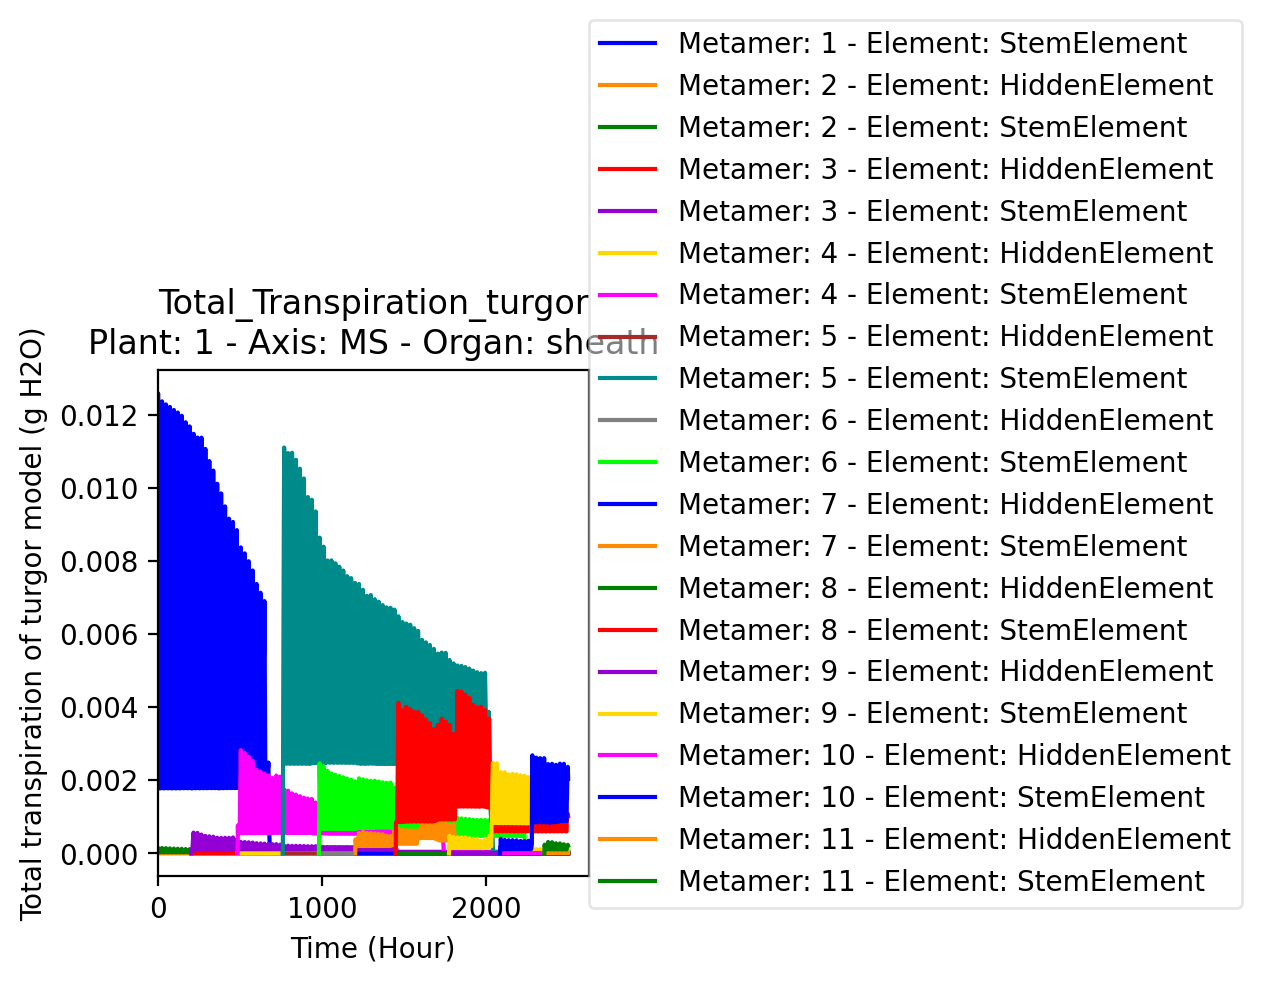 Total_Transpiration_turgor
Plant: 1 - Axis: MS - Organ: sheath
Total transpiration of turgor model (g H2O)
0.012
0.010
0.008
0.006
0.004
0.002
0.000
0
1000
2000
Time (Hour)
Metamer: 1 - Element: StemElement
Metamer: 2 - Element: HiddenElement
Metamer: 2 - Element: StemElement
Metamer: 3 - Element: HiddenElement
Metamer: 3 - Element: StemElement
Metamer: 4 - Element: HiddenElement
Metamer: 4 - Element: StemElement
Metamer: 5 - Element: HiddenElement
Metamer: 5 - Element: StemElement
Metamer: 6 - Element: HiddenElement
Metamer: 6 - Element: StemElement
Metamer: 7 - Element: HiddenElement
Metamer: 7 - Element: StemElement
Metamer: 8 - Element: HiddenElement
Metamer: 8 - Element: StemElement
Metamer: 9 - Element: HiddenElement
Metamer: 9 - Element: StemElement
Metamer: 10 - Element: HiddenElement
Metamer: 10 - Element: StemElement
Metamer: 11 - Element: HiddenElement
Metamer: 11 - Element: StemElement